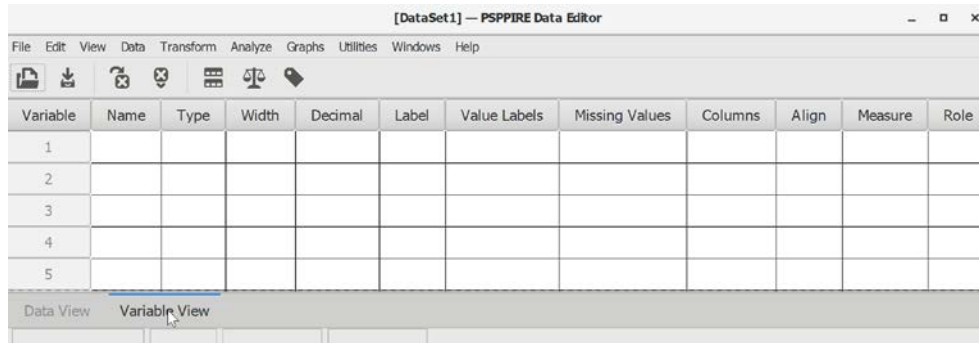 [DataSet1] — PSPPIRE Data Editor
File Edit View Data Transform Analyze Graphs Utilities Windows Help
Variable Name Type Width Decimal Label Value Labels Missing Values Columns Align Measure Role
1
2
3
4
5
Data View Variable View